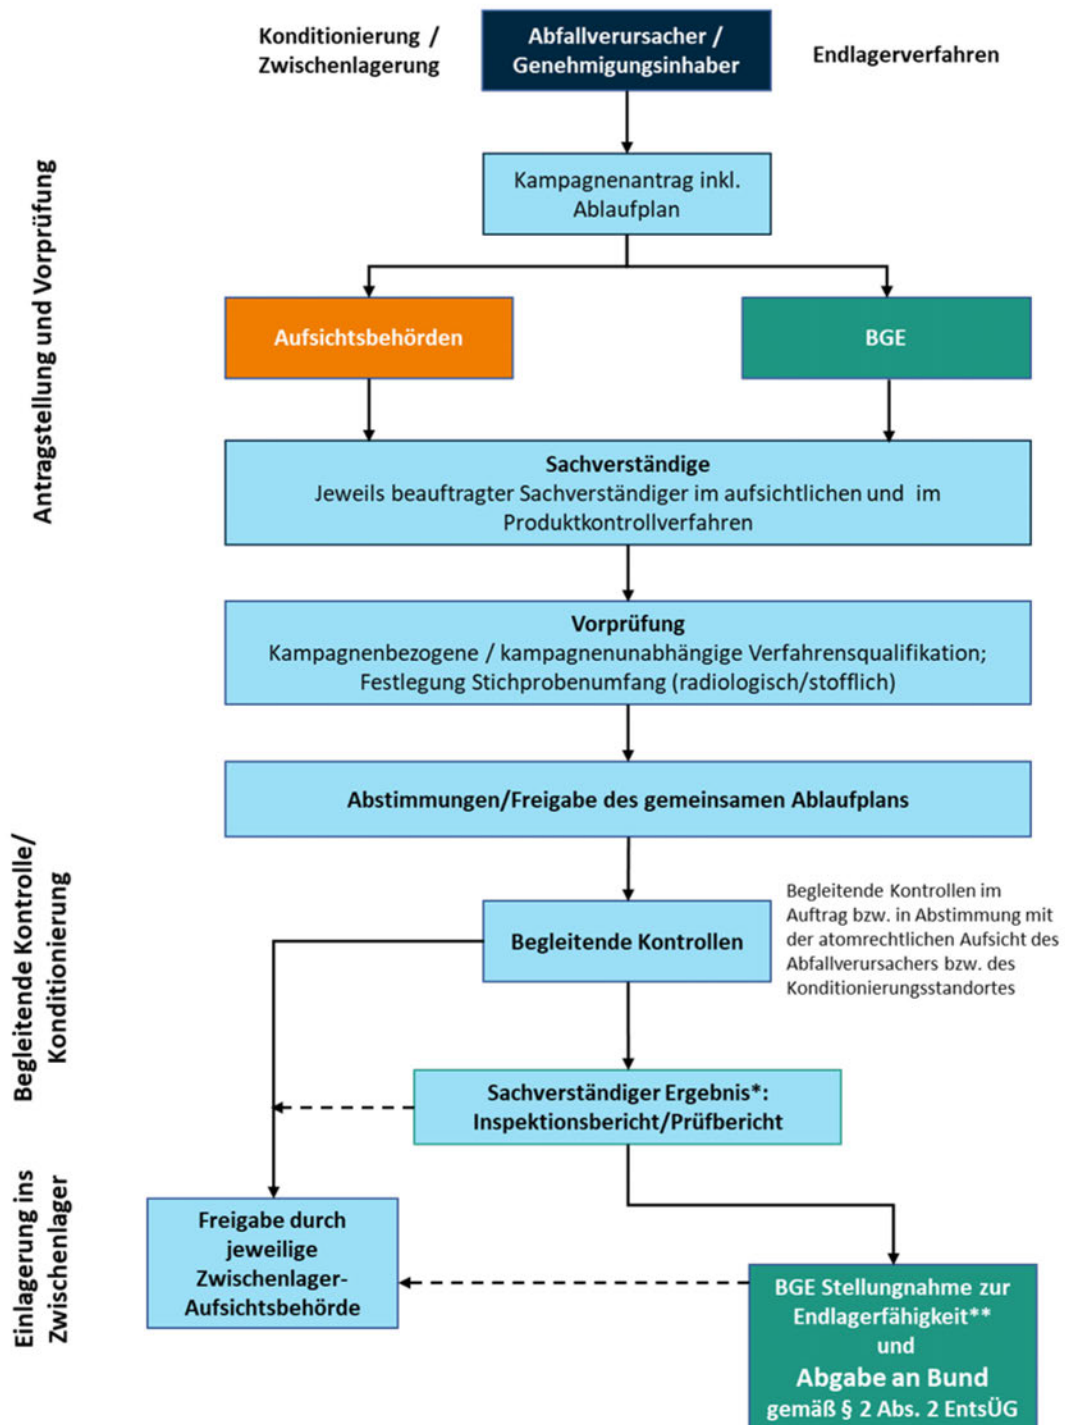 Konditionierung /
Zwischenlagerung
Abfallverursacher /
Genehmigungsinhaber
Endlagerverfahren
Antragstellung und Vorprüfung
Kampagnenantrag inkl.
Ablaufplan
Aufsichtsbehörden
BGE
Sachverständige
Jeweils beauftragter Sachverständiger im aufsichtlichen und im
Produktkontrollverfahren
Vorprüfung
Kampagnenbezogene / kampagnenunabhängige Verfahrensqualifikation;
Festlegung Stichprobenumfang (radiologisch/stofflich)
Abstimmungen/Freigabe des gemeinsamen Ablaufplans
Begleitende Kontrolle/
Konditionierung
Begleitende Kontrollen
Begleitende Kontrollen im
Auftrag bzw. in Abstimmung mit
der atomrechtlichen Aufsicht des
Abfallverursachers bzw. des
Konditionierungsstandortes
Sachverständiger Ergebnis*:
Inspektionsbericht/Prüfbericht
Einlagerung ins
Zwischenlager
Freigabe durch
jeweilige
Zwischenlager-
Aufsichtsbehörde
BGE Stellungnahme zur
Endlagerfähigkeit**
und
Abgabe an Bund
gemäß § 2 Abs. 2 EntsÜG